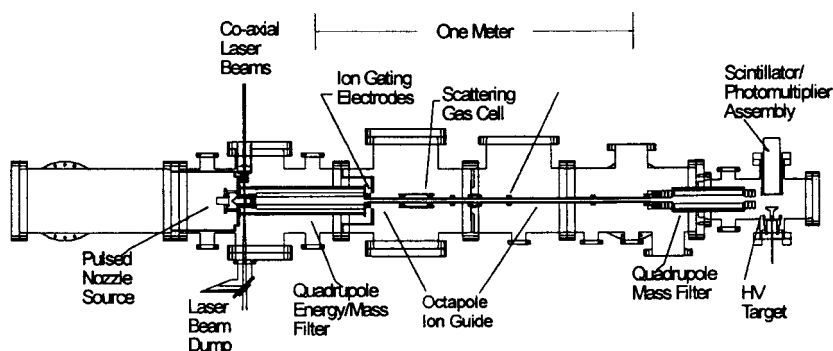 One Meter
Co-axial
Laser
Beams
Ion Gating
Electrodes
Scattering
Gas Cell
Scintillator/
Photomultiplier
Assembly
Pulsed
Nozzle
Source
Laser
Beam
Dump
Quadrupole
Energy/Mass
Filter
Octapole
Ion Guide
Quadrupole
Mass Filter
HV
Target